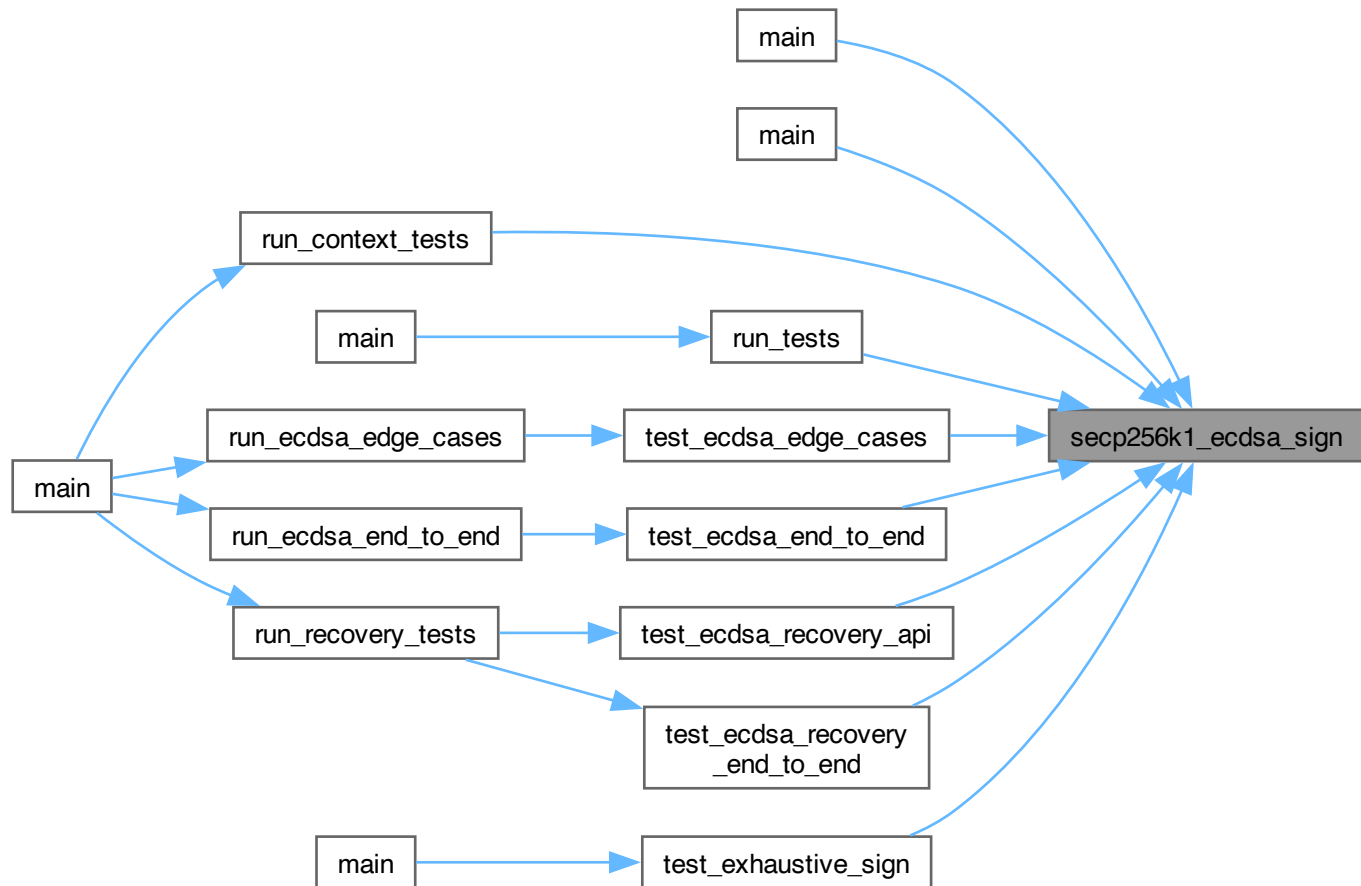 main
main
run_context_tests
main
run_tests
run_ecdsa_edge_cases
test_ecdsa_edge_cases
secp256k1_ecdsa_sign
main
run_ecdsa_end_to_end
test_ecdsa_end_to_end
run_recovery_tests
test_ecdsa_recovery_api
test_ecdsa_recovery
_end_to_end
main
test_exhaustive_sign